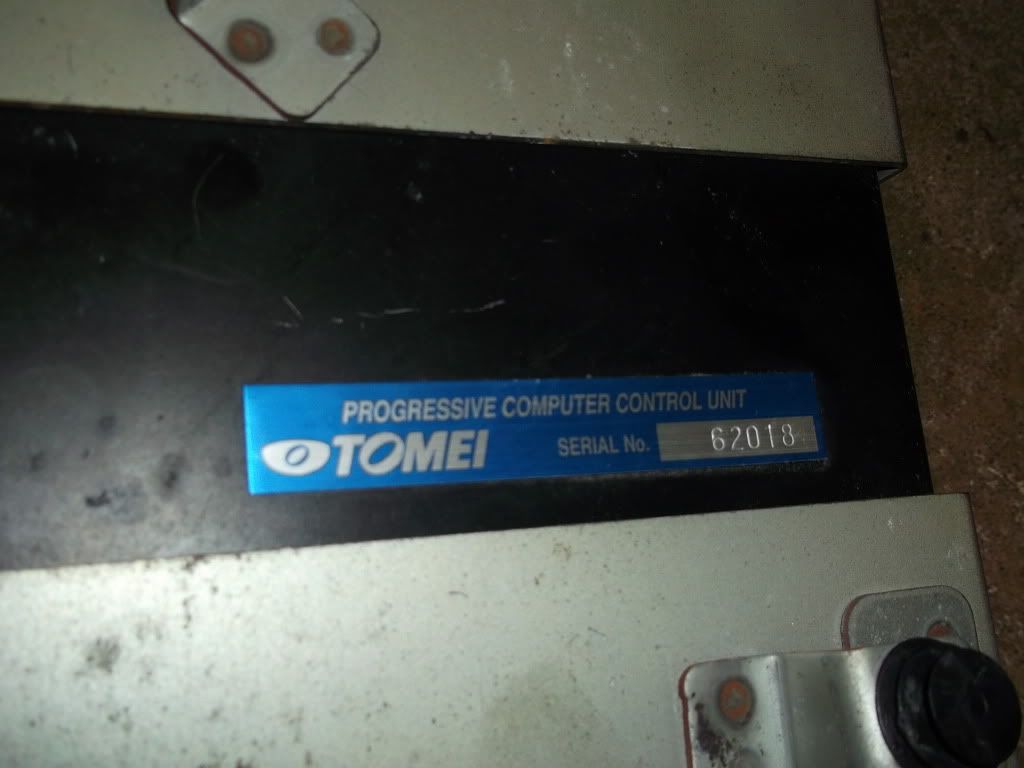 PROGRESSIVE COMPUTER CONTROL UNIT
TOMEI SERIAL No. 62018